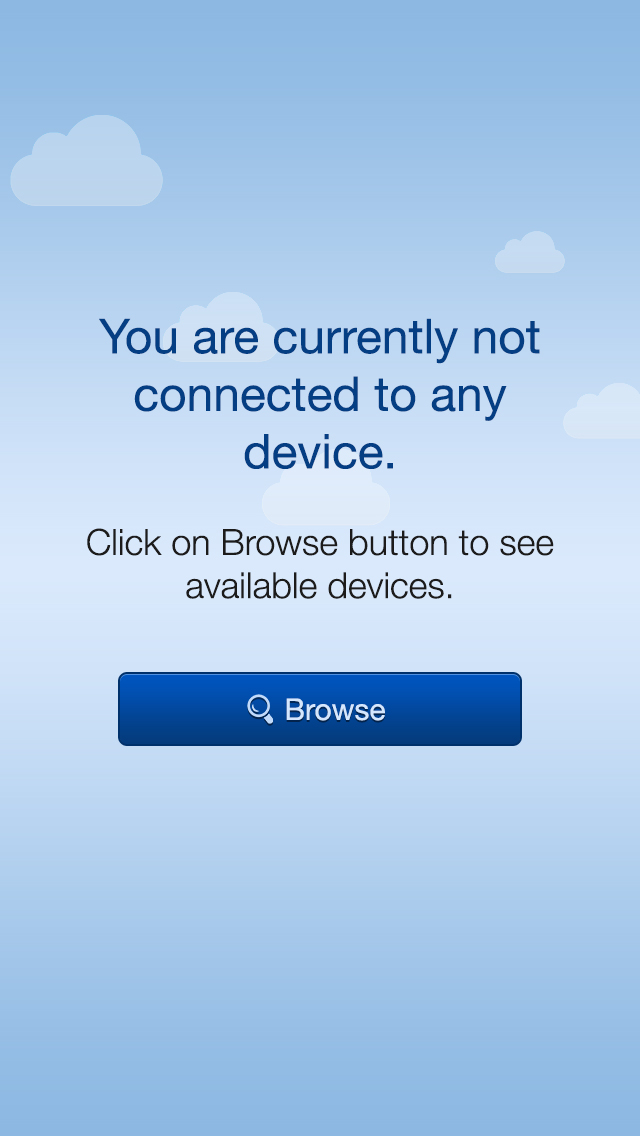 You are currently not
connected to any
device.
Click on Browse button to see
available devices.
Browse